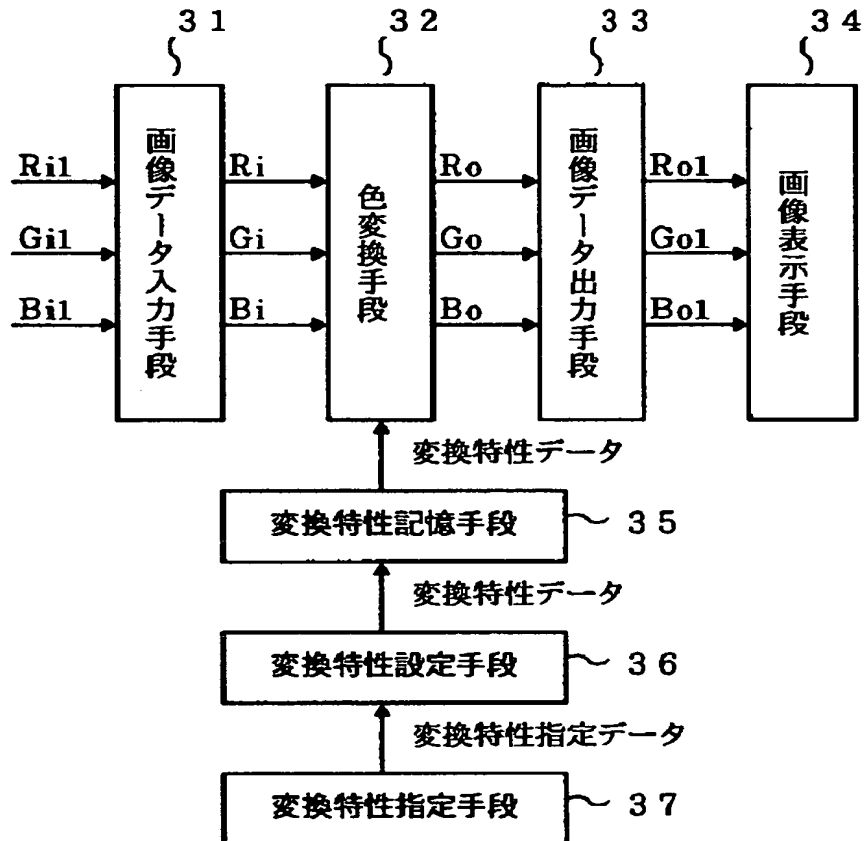 ３１ ３２ ３３ ３４
画像データ入力手段
色変換手段
画像データ出力手段
画像表示手段
Ri1 Ri Ro Ro1
Gi1 Gi Go Go1
Bi1 Bi Bo Bo1
変換特性データ
変換特性記憶手段 ３５
変換特性データ
変換特性設定手段 ３６
変換特性指定データ
変換特性指定手段 ３７